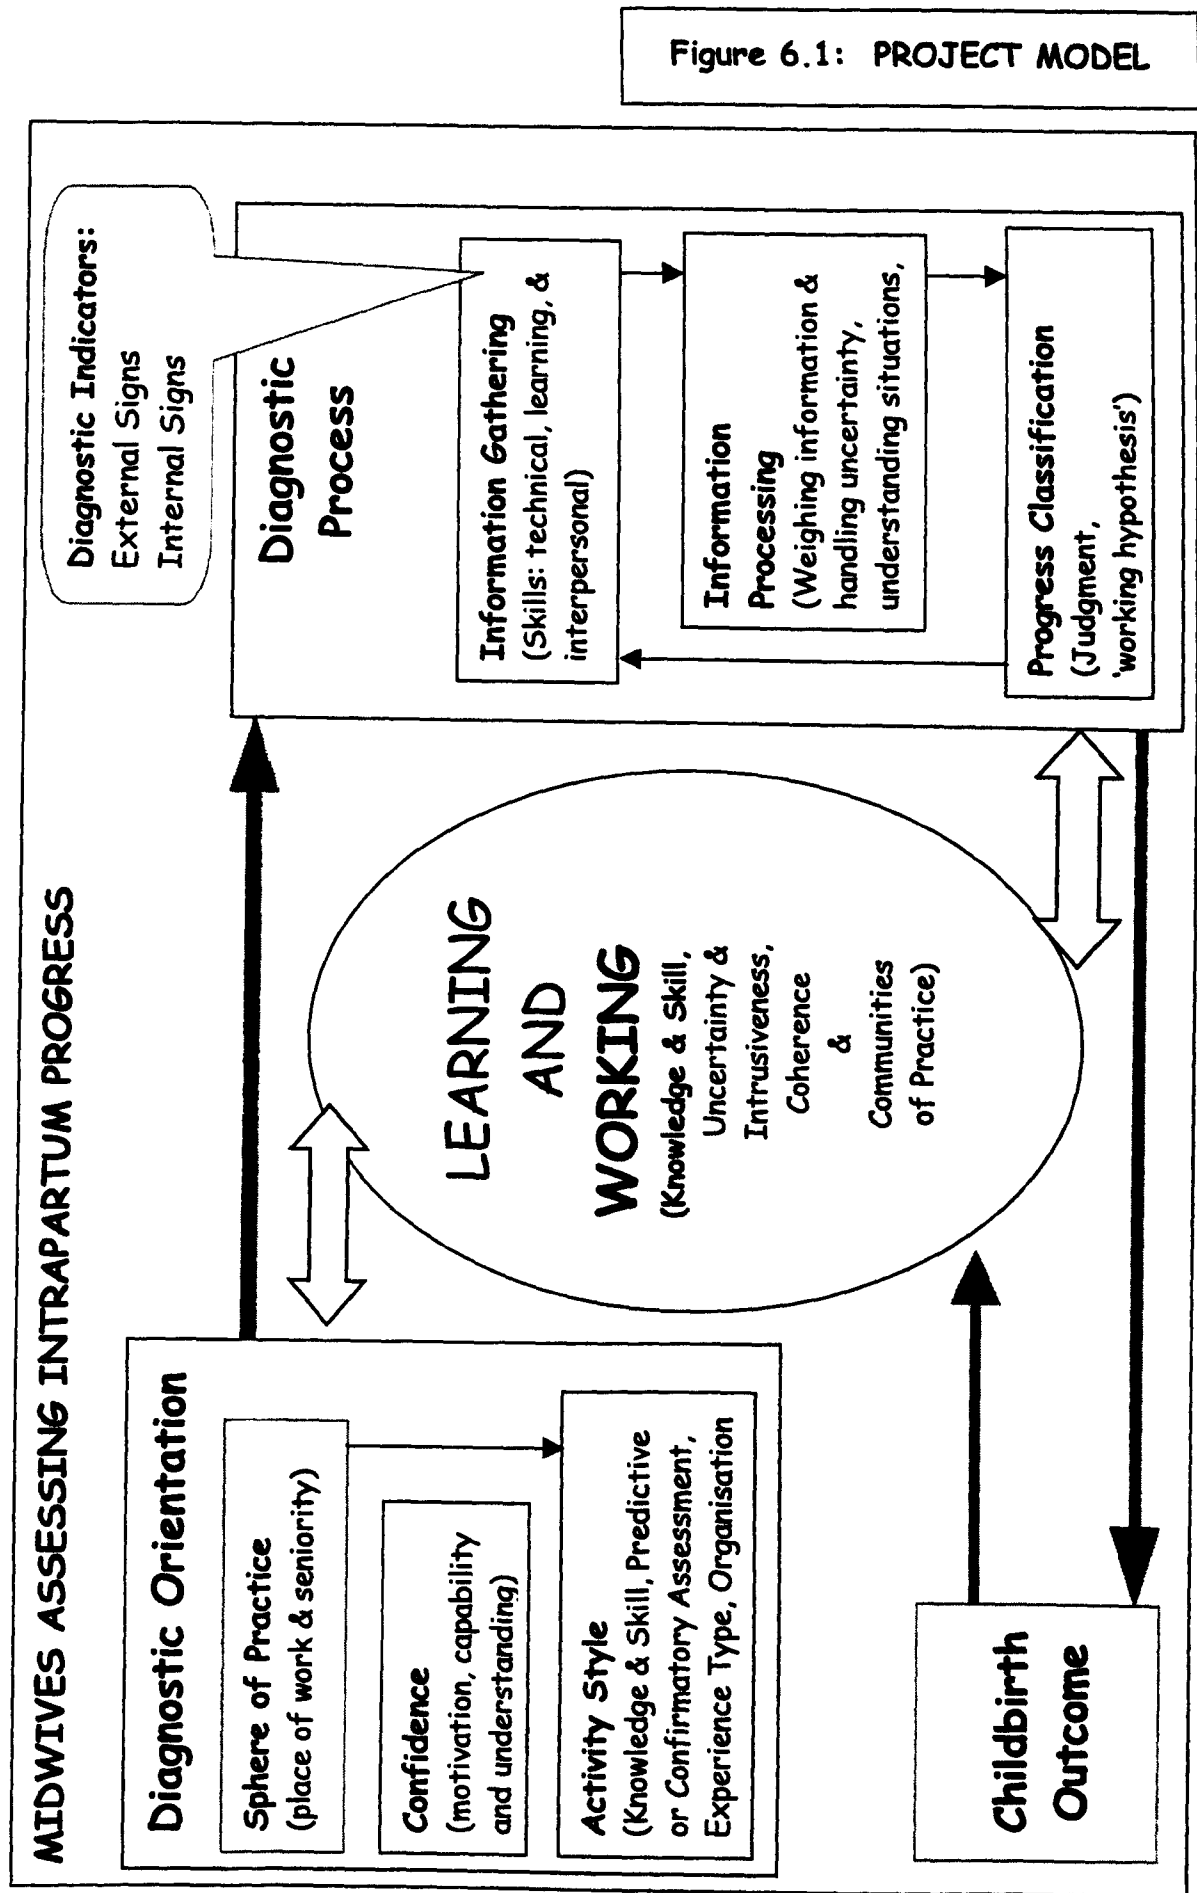 Figure 6.1: PROJECT MODEL
MIDWIVES ASSESSING INTRAPARTUM PROGRESS
Diagnostic Orientation
Sphere of Practice
(place of work & seniority)
Confidence
(motivation, capability
and understanding)
Activity Style
(Knowledge & Skill, Predictive
or Confirmatory Assessment,
Experience Type, Organisation
Childbirth
Outcome
LEARNING
AND
WORKING
(Knowledge & Skill,
Uncertainty &
Intrusiveness,
Coherence
&
Communities
of Practice)
Diagnostic Indicators:
External Signs
Internal Signs
Diagnostic
Process
Information Gathering
(Skills: technical, learning, &
interpersonal)
Information
Processing
(Weighing information &
handling uncertainty,
understanding situations,
Progress Classification
(Judgment,
'working hypothesis')